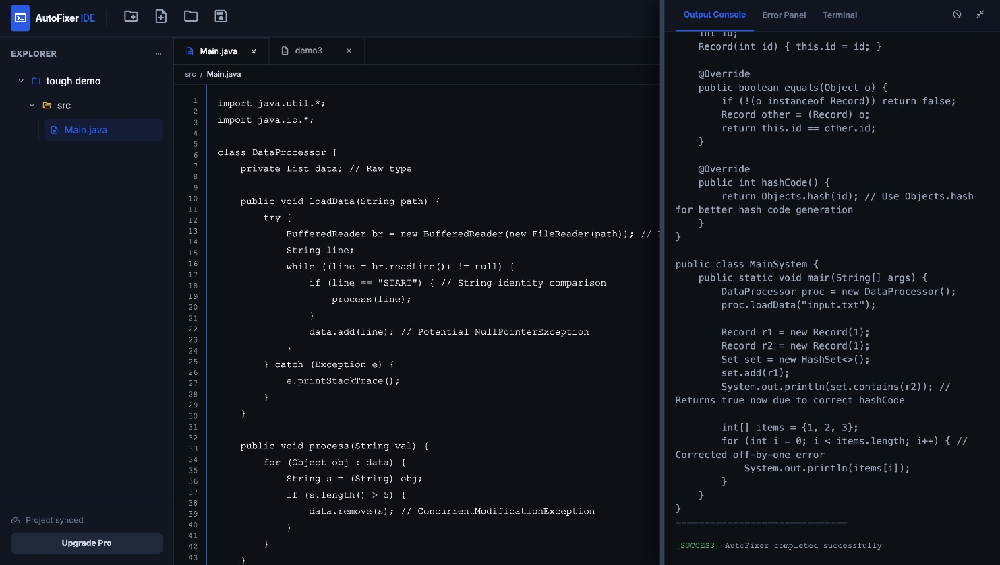 AutoFixer IDE
EXPLORER
...
tough demo
src
Main.java
Project synced
Upgrade Pro
Main.java
demo3
src / Main.java
1
2
3
4
5
6
7
8
9
10
11
12
13
14
15
16
17
18
19
20
21
22
23
24
25
26
27
28
29
30
31
32
33
34
35
36
37
38
39
40
41
42
43
import java.util.*;
import java.io.*;
class DataProcessor {
private List data; // Raw type
public void loadData(String path) {
try {
BufferedReader br = new BufferedReader(new FileReader(path)); //
String line;
while ((line = br.readLine()) != null) {
if (line == "START") { // String identity comparison
process(line);
}
data.add(line); // Potential NullPointerException
}
} catch (Exception e) {
e.printStackTrace();
}
}
public void process(String val) {
for (Object obj : data) {
String s = (String) obj;
if (s.length() > 5) {
data.remove(s); // ConcurrentModificationException
}
}
}
Output Console
Error Panel
Terminal
int id;
Record(int id) { this.id = id; }
@Override
public boolean equals(Object o) {
if (!(o instanceof Record)) return false;
Record other = (Record) o;
return this.id == other.id;
}
@Override
public int hashCode() {
return Objects.hash(id); // Use Objects.hash
for better hash code generation
}
}
public class MainSystem {
public static void main(String[] args) {
DataProcessor proc = new DataProcessor();
proc.loadData("input.txt");
Record r1 = new Record(1);
Record r2 = new Record(1);
Set set = new HashSet<>();
set.add(r1);
System.out.println(set.contains(r2)); //
Returns true now due to correct hashCode
int[] items = {1, 2, 3};
for (int i = 0; i < items.length; i++) { //
Corrected off-by-one error
System.out.println(items[i]);
}
}
}
------------------------------
[SUCCESS] AutoFixer completed successfully